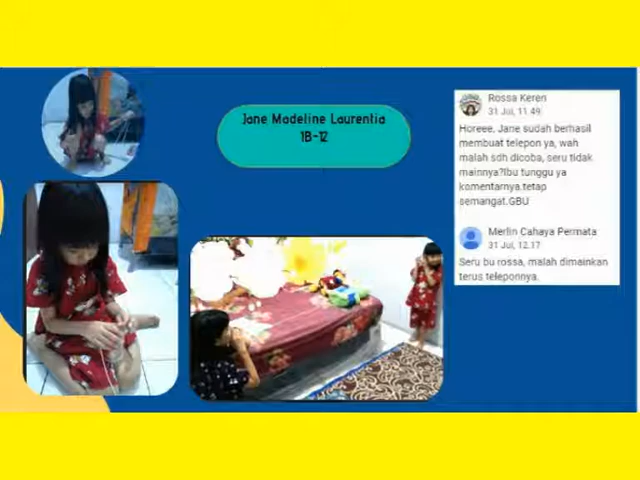 Jane Madeline Laurentia
1B-12
Rossa Keren
31 Jul, 11.49
Horeee. Jane sudah berhasil
membuat telepon ya, wah
malah sdh dicoba, seru tidak
mainnya?Ibu tunggu ya
komentarnya.tetap
semangat.GBU
Merlin Cahaya Permata
31 Jul, 12.17
Seru bu rossa, malah dimainkan
terus teleponnya.